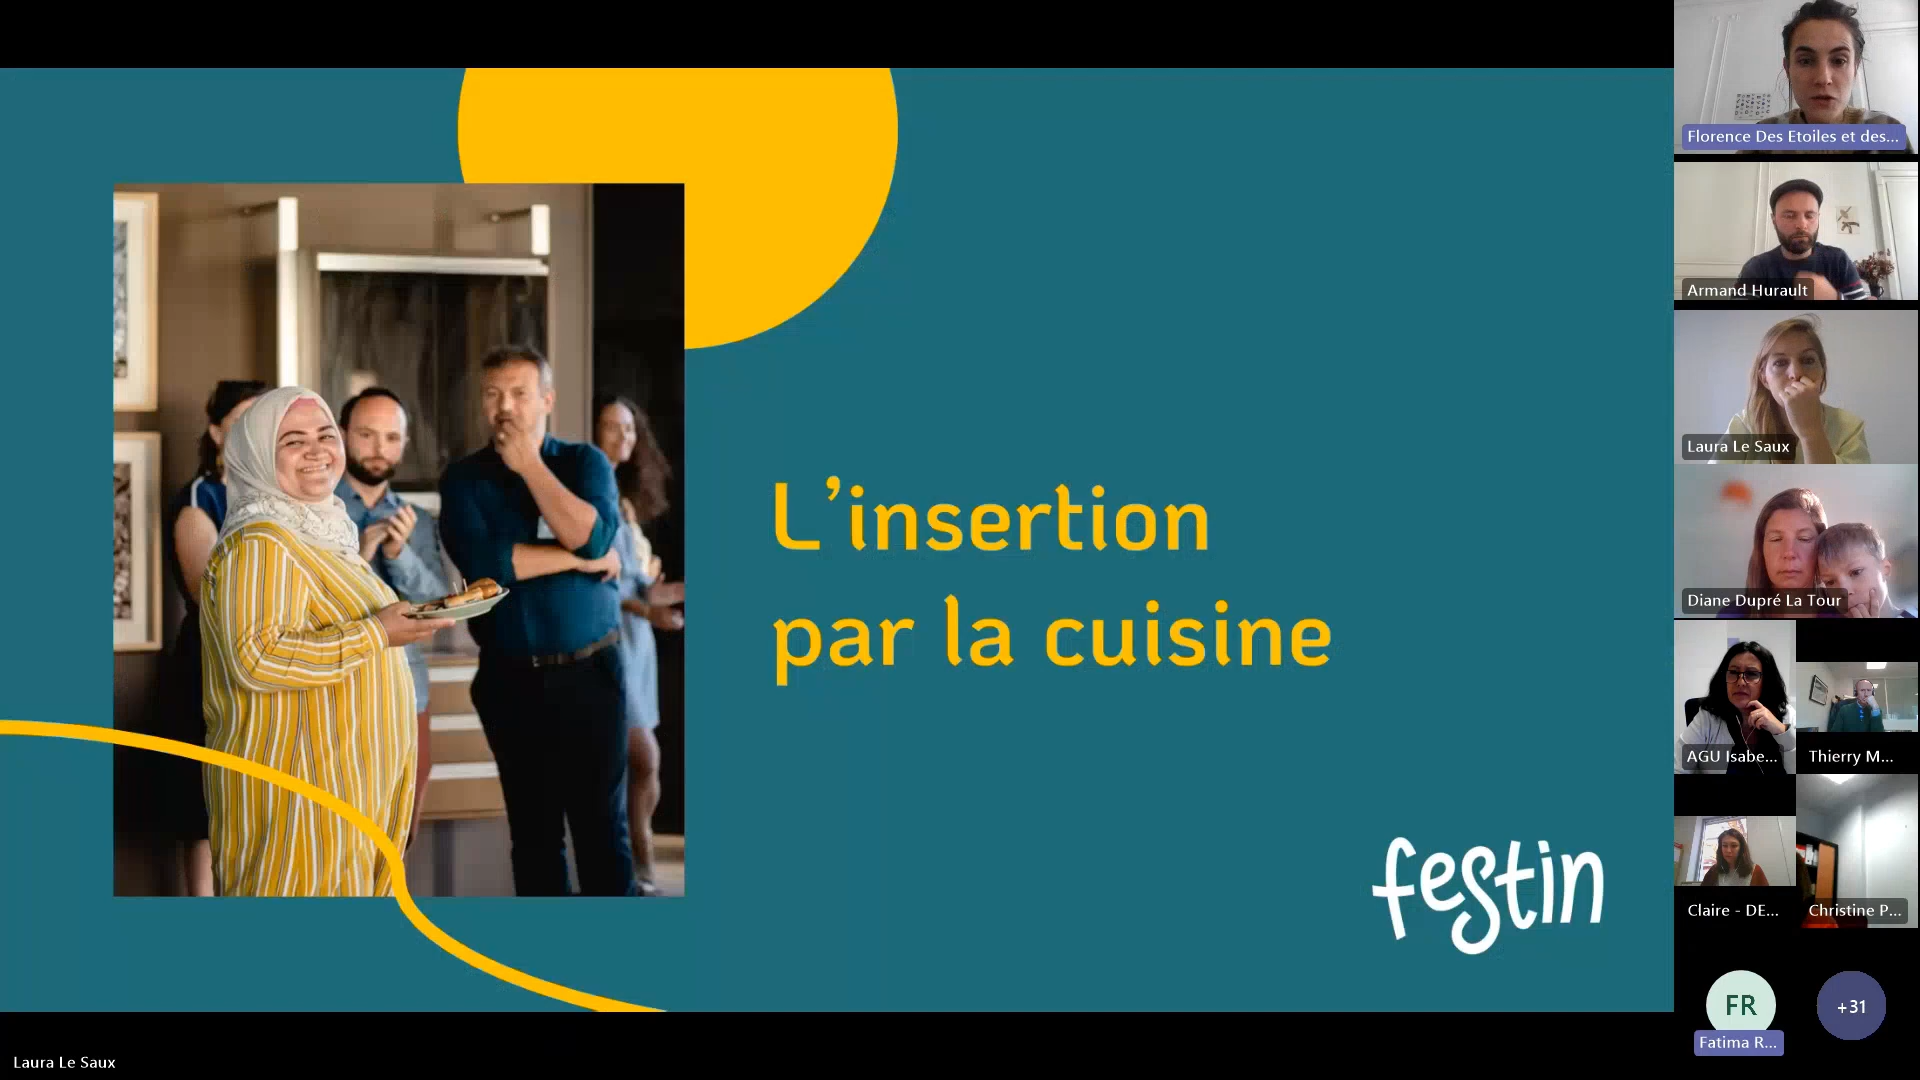 L'insertion
par la cuisine
festin
Florence Des Etoiles et des...
Armand Hurault
Laura Le Saux
Diane Dupré La Tour
AGU Isabe...
Thierry M...
Claire - DE...
Christine P...
FR
+31
Fatima R...
Laura Le Saux